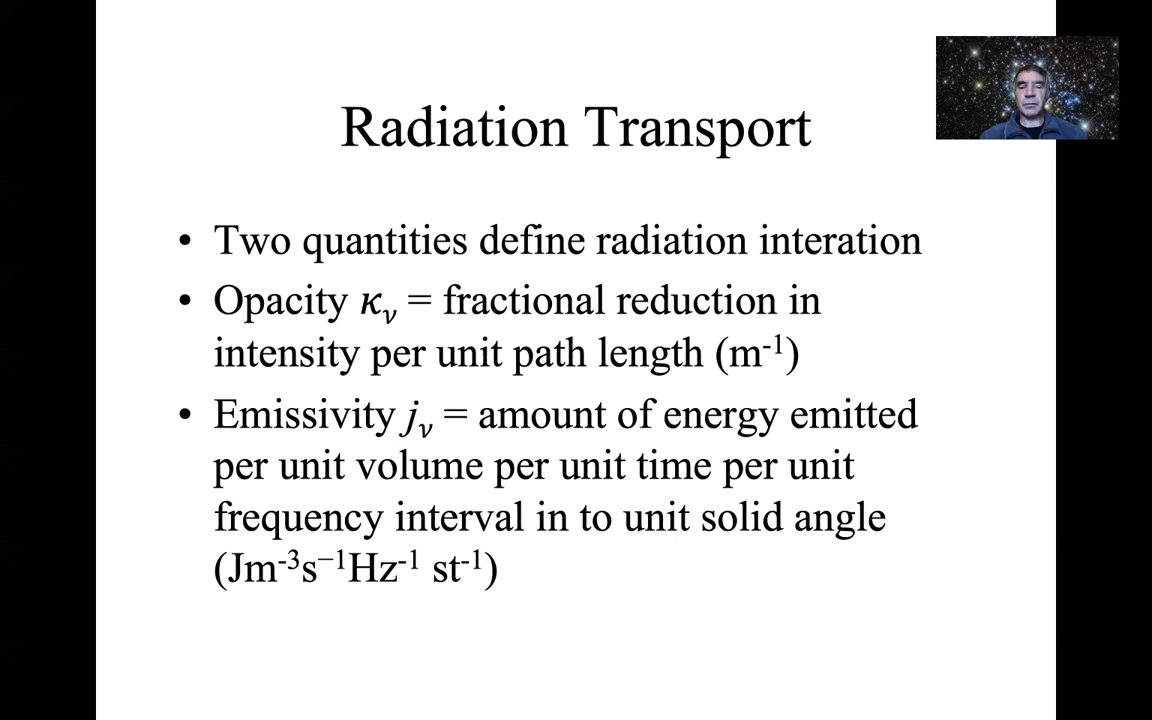 Radiation Transport
• Two quantities define radiation interation
• Opacity κ_ν = fractional reduction in
intensity per unit path length (m⁻¹)
• Emissivity j_ν = amount of energy emitted
per unit volume per unit time per unit
frequency interval in to unit solid angle
(Jm⁻³s⁻¹Hz⁻¹ st⁻¹)